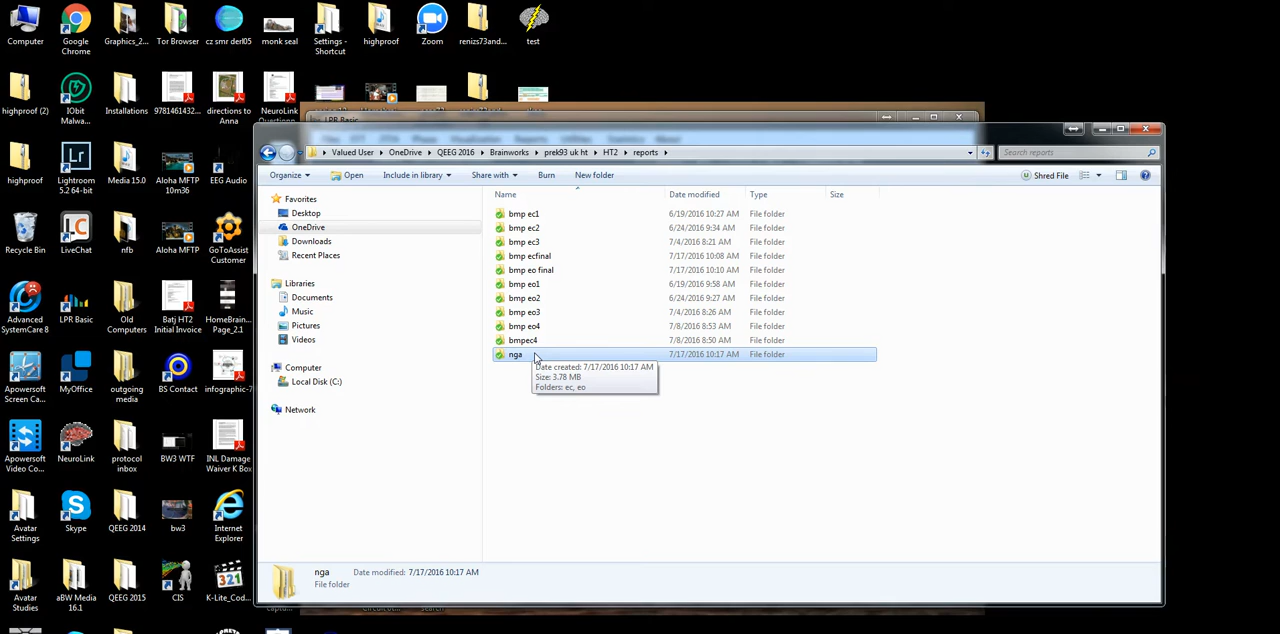 Computer
Google Chrome
Graphics_2...
Tor Browser
cz smr derl05
monk seal
Settings - Shortcut
highproof
Zoom
renizs73and...
test
highproof (2)
IObit Malwa...
Installations
9781461432...
directions to Anna
NeuroLink
LPR Basic
highproof
Lightroom 5.2 64-bit
Media 15.0
Aloha MFTP 10m36
EEG Audio
Recycle Bin
LiveChat
nfb
Aloha MFTP
GoToAssist Customer
Advanced SystemCare 8
LPR Basic
Old Computers
Batj HT2 Initial Invoice
HomeBrain... Page_2.1
Apowersoft Screen Ca...
MyOffice
outgoing media
BS Contact
infographic-7
Apowersoft Video Co...
NeuroLink
protocol inbox
BW3 WTF
INL Damage Waiver K Box
Avatar Settings
Skype
QEEG 2014
bw3
Internet Explorer
Avatar Studies
aBW Media 16.1
QEEG 2015
CIS
K-Lite_Cod...
Valued User
OneDrive
QEEG 2016
Brainworks
prek93 uk ht
HT2
reports
Search reports
Organize
Open
Include in library
Share with
Burn
New folder
Shred File
Favorites
Desktop
OneDrive
Downloads
Recent Places
Libraries
Documents
Music
Pictures
Videos
Computer
Local Disk (C:)
Network
Name Date modified Type Size
bmp ec1 6/19/2016 10:27 AM File folder
bmp ec2 6/24/2016 9:34 AM File folder
bmp ec3 7/4/2016 8:21 AM File folder
bmp ecfinal 7/17/2016 10:08 AM File folder
bmp eo final 7/17/2016 10:10 AM File folder
bmp eo1 6/19/2016 9:58 AM File folder
bmp eo2 6/24/2016 9:27 AM File folder
bmp eo3 7/4/2016 8:26 AM File folder
bmp eo4 7/8/2016 8:53 AM File folder
bmpec4 7/8/2016 8:50 AM File folder
nga 7/17/2016 10:17 AM File folder
Date created: 7/17/2016 10:17 AM
Size: 3.78 MB
Folders: ec, eo
nga Date modified: 7/17/2016 10:17 AM
File folder
search